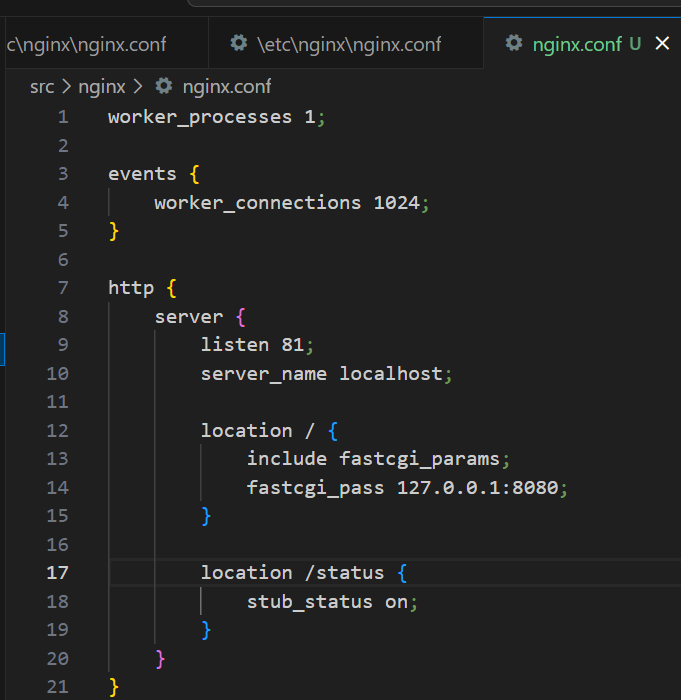 c\nginx\nginx.conf
\etc\nginx\nginx.conf
nginx.conf U
src > nginx > nginx.conf
1 worker_processes 1;
2
3 events {
4     worker_connections 1024;
5 }
6
7 http {
8     server {
9         listen 81;
10         server_name localhost;
11
12         location / {
13             include fastcgi_params;
14             fastcgi_pass 127.0.0.1:8080;
15         }
16
17         location /status {
18             stub_status on;
19         }
20     }
21 }